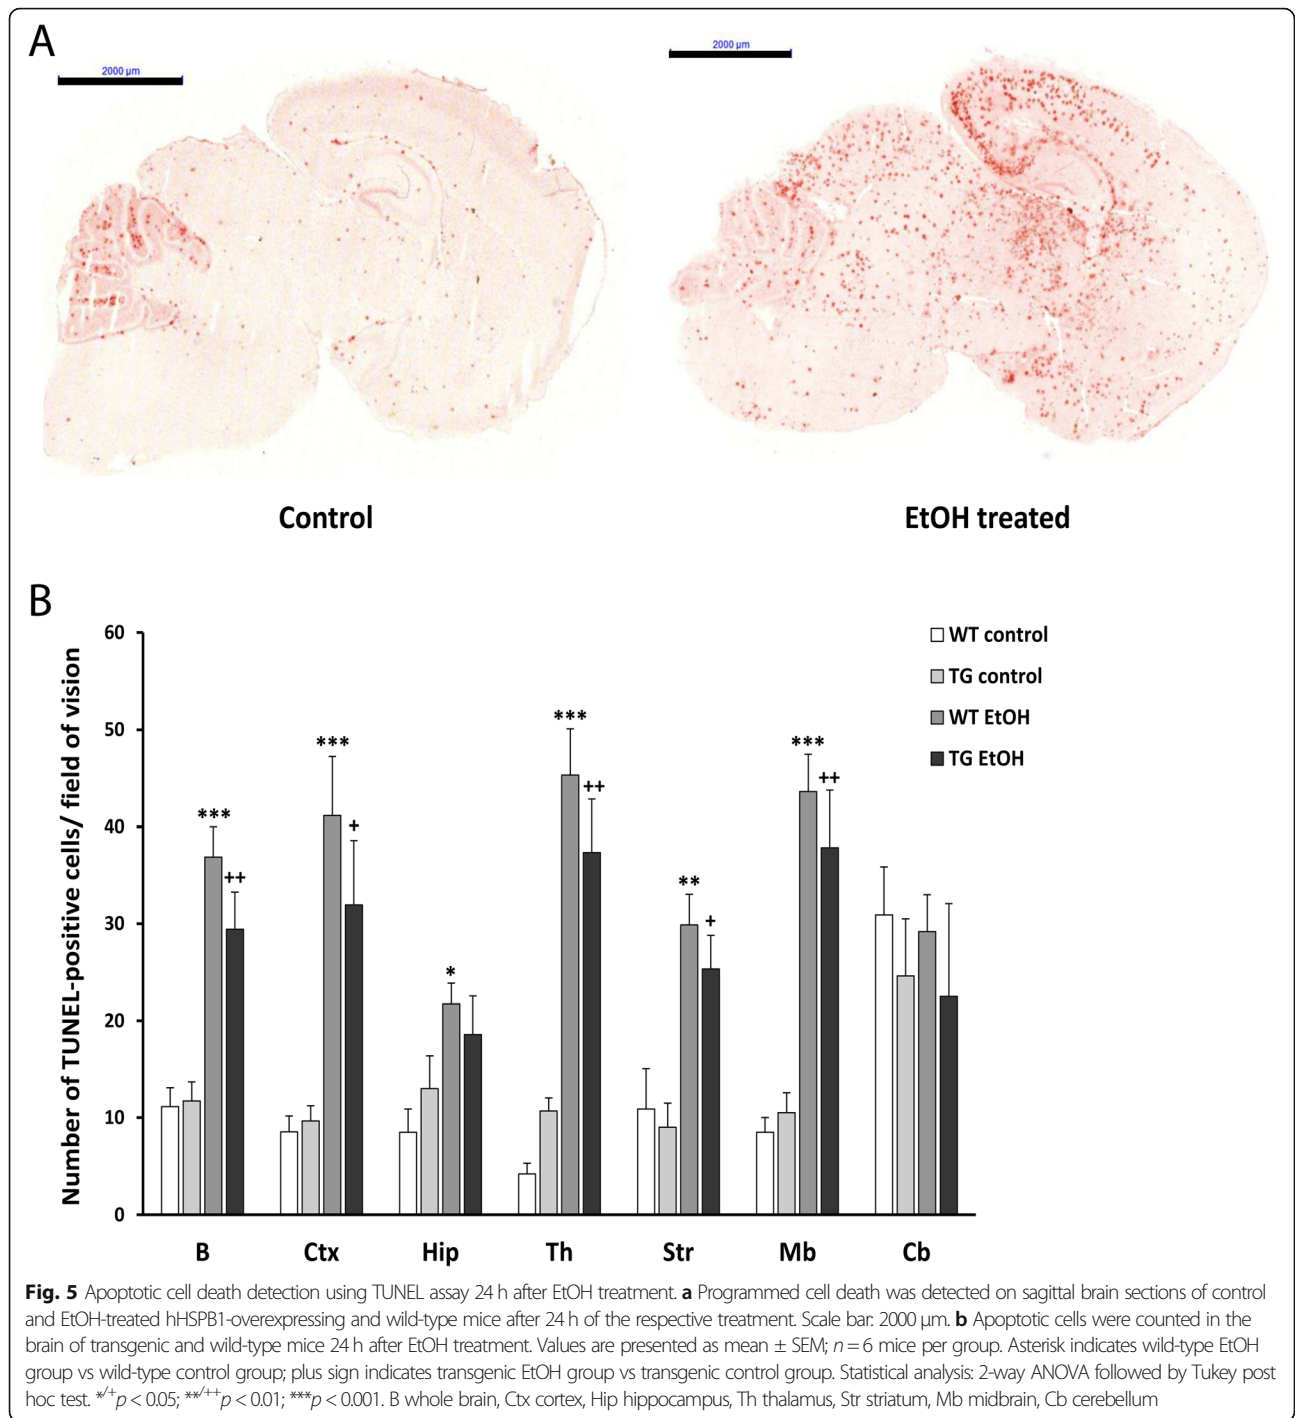 A
2000 µm
2000 µm
Control
EtOH treated
B
Number of TUNEL-positive cells/ field of vision
60
50
40
30
20
10
0
WT control
TG control
WT EtOH
TG EtOH
***
++
***
+
*
***
++
**
+
***
++
B Ctx Hip Th Str Mb Cb
Fig. 5 Apoptotic cell death detection using TUNEL assay 24 h after EtOH treatment. a Programmed cell death was detected on sagittal brain sections of control
and EtOH-treated hHSPB1-overexpressing and wild-type mice after 24 h of the respective treatment. Scale bar: 2000 µm. b Apoptotic cells were counted in the
brain of transgenic and wild-type mice 24 h after EtOH treatment. Values are presented as mean ± SEM; n = 6 mice per group. Asterisk indicates wild-type EtOH
group vs wild-type control group; plus sign indicates transgenic EtOH group vs transgenic control group. Statistical analysis: 2-way ANOVA followed by Tukey post
hoc test. */+p < 0.05; **/++p < 0.01; ***p < 0.001. B whole brain, Ctx cortex, Hip hippocampus, Th thalamus, Str striatum, Mb midbrain, Cb cerebellum